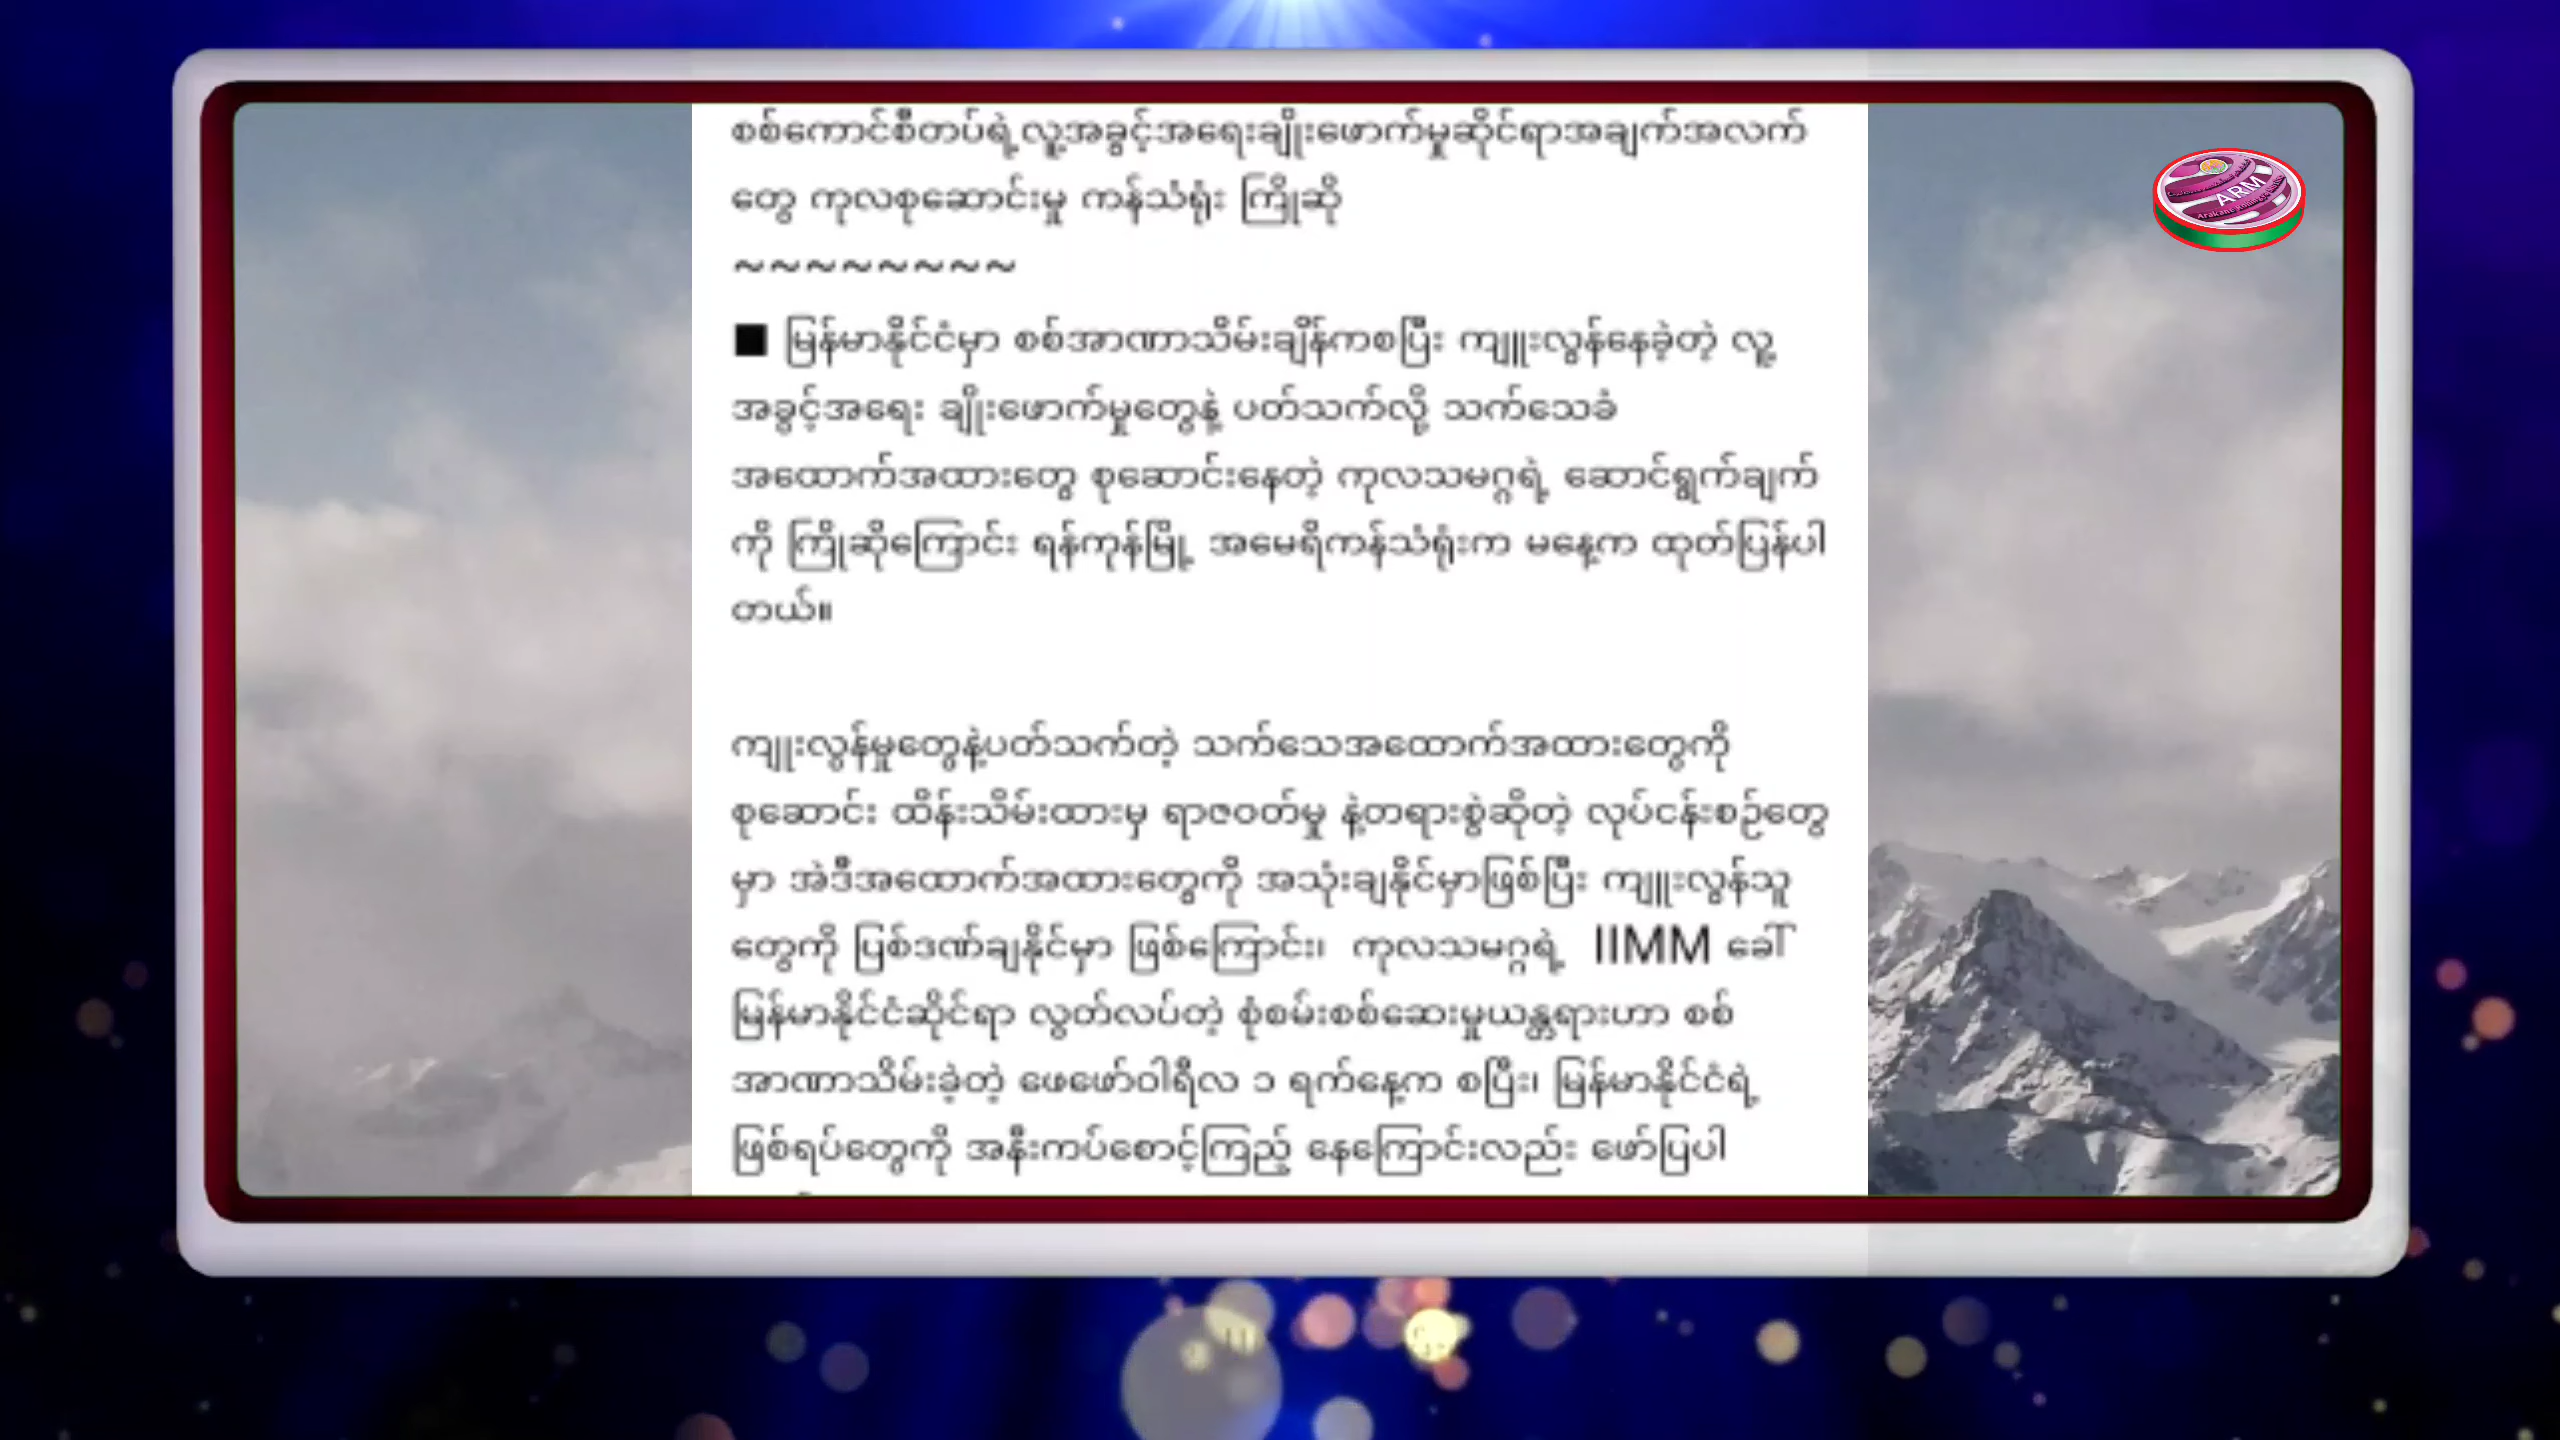 စစ်ကောင်စီတပ်ရဲ့လူ့အခွင့်အရေးချိုးဖောက်မှုဆိုင်ရာအချက်အလက်
တွေ ကုလစုဆောင်းမှု ကန်သံရုံး ကြိုဆို
~~~~~~~~
■ မြန်မာနိုင်ငံမှာ စစ်အာဏာသိမ်းချိန်ကစပြီး ကျူးလွန်နေခဲ့တဲ့ လူ့
အခွင့်အရေး ချိုးဖောက်မှုတွေနဲ့ ပတ်သက်လို့ သက်သေခံ
အထောက်အထားတွေ စုဆောင်းနေတဲ့ ကုလသမဂ္ဂရဲ့ ဆောင်ရွက်ချက်
ကို ကြိုဆိုကြောင်း ရန်ကုန်မြို့ အမေရိကန်သံရုံးက မနေ့က ထုတ်ပြန်ပါ
တယ်။
ကျုးလွန်မှုတွေနဲ့ပတ်သက်တဲ့ သက်သေအထောက်အထားတွေကို
စုဆောင်း ထိန်းသိမ်းထားမှ ရာဇဝတ်မှု နဲ့တရားစွဲဆိုတဲ့ လုပ်ငန်းစဉ်တွေ
မှာ အဲဒီအထောက်အထားတွေကို အသုံးချနိုင်မှာဖြစ်ပြီး ကျူးလွန်သူ
တွေကို ပြစ်ဒဏ်ချနိုင်မှာ ဖြစ်ကြောင်း၊ ကုလသမဂ္ဂရဲ့ IIMM ခေါ်
မြန်မာနိုင်ငံဆိုင်ရာ လွတ်လပ်တဲ့ စုံစမ်းစစ်ဆေးမှုယန္တရားဟာ စစ်
အာဏာသိမ်းခဲ့တဲ့ ဖေဖော်ဝါရီလ ၁ ရက်နေ့က စပြီး၊ မြန်မာနိုင်ငံရဲ့
ဖြစ်ရပ်တွေကို အနီးကပ်စောင့်ကြည့် နေကြောင်းလည်း ဖော်ပြပါ
ARM